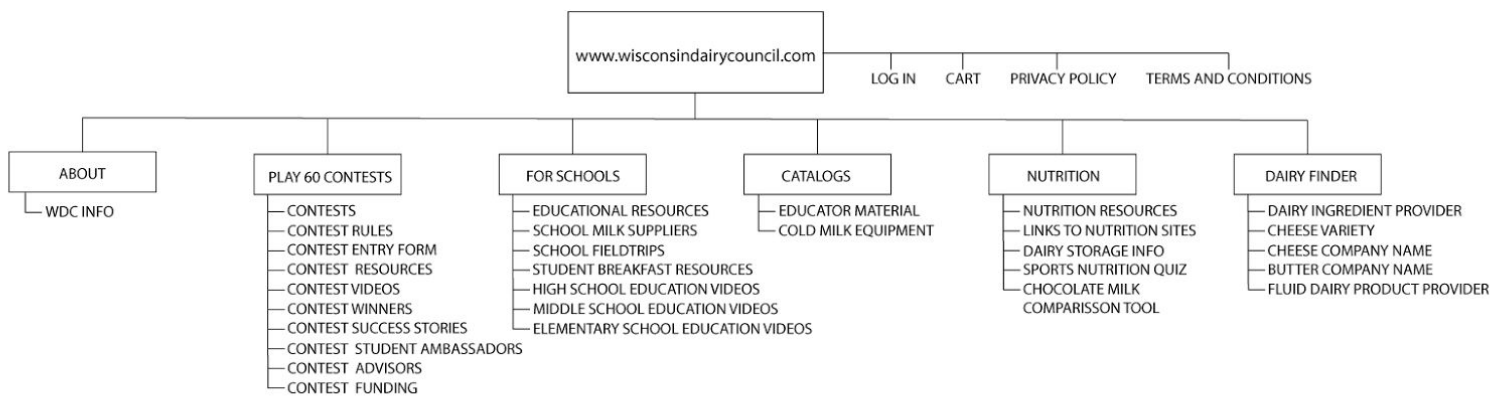 www.wisconsindairycouncil.com
LOG IN
CART
PRIVACY POLICY
TERMS AND CONDITIONS
ABOUT
WDC INFO
PLAY 60 CONTESTS
CONTESTS
CONTEST RULES
CONTEST ENTRY FORM
CONTEST RESOURCES
CONTEST VIDEOS
CONTEST WINNERS
CONTEST SUCCESS STORIES
CONTEST STUDENT AMBASSADORS
CONTEST ADVISORS
CONTEST FUNDING
FOR SCHOOLS
EDUCATIONAL RESOURCES
SCHOOL MILK SUPPLIERS
SCHOOL FIELDTRIPS
STUDENT BREAKFAST RESOURCES
HIGH SCHOOL EDUCATION VIDEOS
MIDDLE SCHOOL EDUCATION VIDEOS
ELEMENTARY SCHOOL EDUCATION VIDEOS
CATALOGS
EDUCATOR MATERIAL
COLD MILK EQUIPMENT
NUTRITION
NUTRITION RESOURCES
LINKS TO NUTRITION SITES
DAIRY STORAGE INFO
SPORTS NUTRITION QUIZ
CHOCOLATE MILK
COMPARISSON TOOL
DAIRY FINDER
DAIRY INGREDIENT PROVIDER
CHEESE VARIETY
CHEESE COMPANY NAME
BUTTER COMPANY NAME
FLUID DAIRY PRODUCT PROVIDER